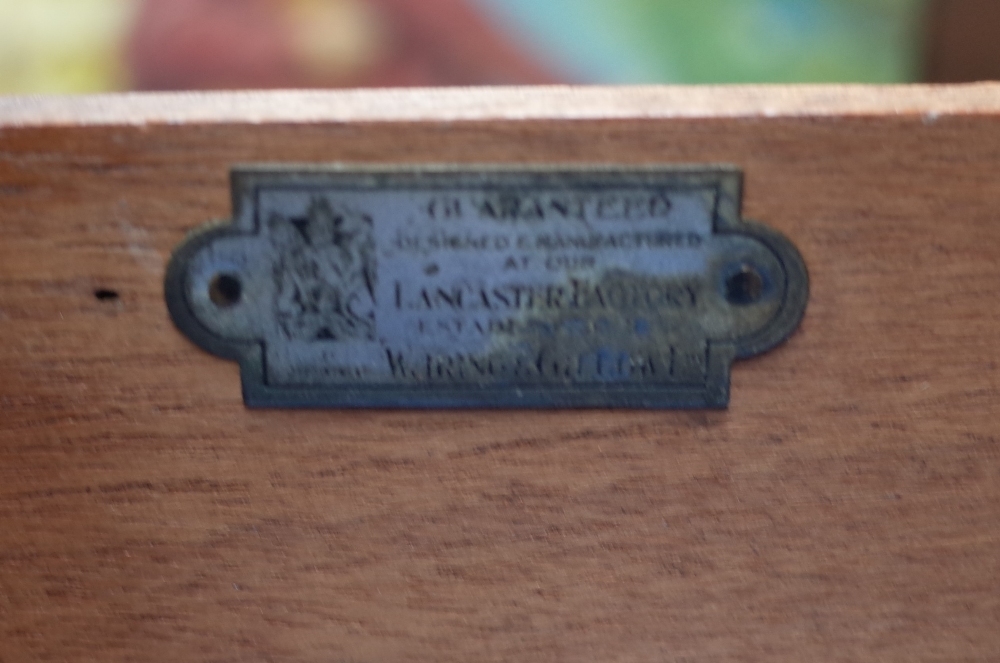 GUARANTEED
DESIGNED & MANUFACTURED
AT OUR
LANCASTER FACTORY
WARING & GILLOW LTD